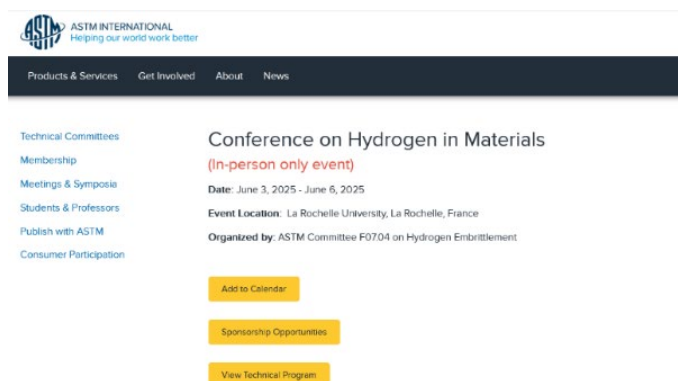 ASTM
ASTM INTERNATIONAL
Helping our world work better
Products & Services Get Involved About News
Technical Committees
Membership
Meetings & Symposia
Students & Professors
Publish with ASTM
Consumer Participation
Conference on Hydrogen in Materials
(In-person only event)
Date: June 3, 2025 - June 6, 2025
Event Location: La Rochelle University, La Rochelle, France
Organized by: ASTM Committee F07.04 on Hydrogen Embrittlement
Add to Calendar
Sponsorship Opportunities
View Technical Program